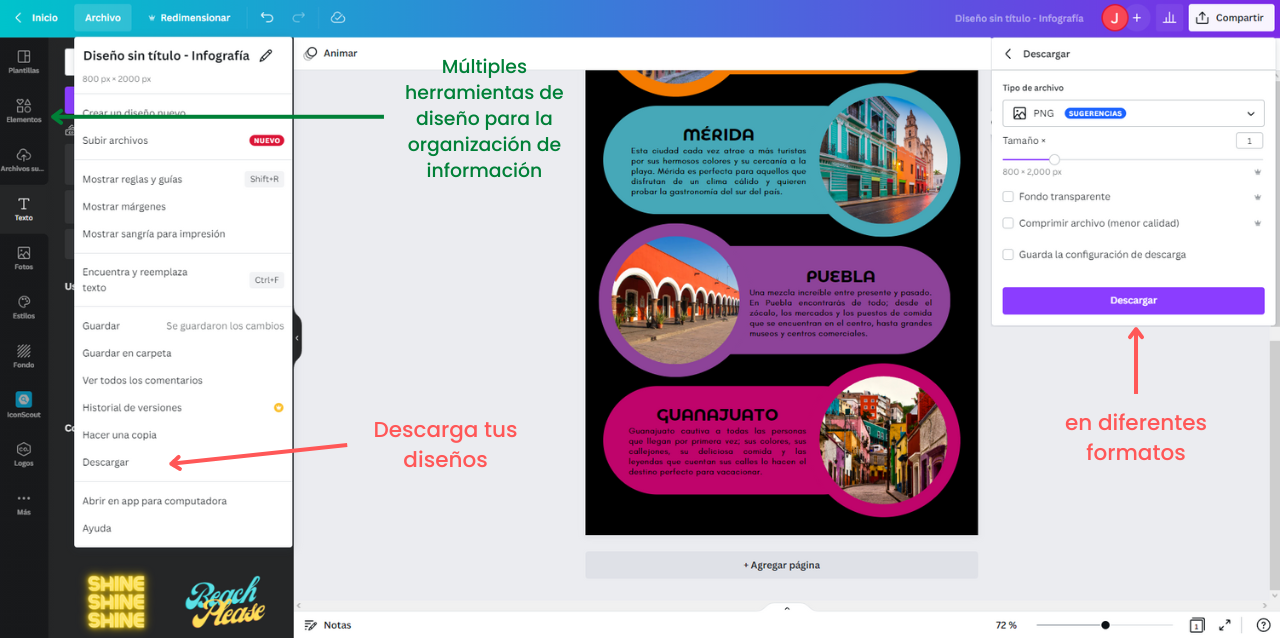 Inicio
Archivo
Redimensionar
Diseño sin título - Infografía
J
+
Compartir
Plantillas
Elementos
Archivos su...
Texto
Fotos
Estilos
Fondo
IconScout
Logos
Más
Diseño sin título - Infografía
800 px × 2000 px
Crear un diseño nuevo
Subir archivos
NUEVO
Mostrar reglas y guías
Shift+R
Mostrar márgenes
Mostrar sangría para impresión
Encuentra y reemplaza
texto
Ctrl+F
Guardar
Se guardaron los cambios
Guardar en carpeta
Ver todos los comentarios
Historial de versiones
Hacer una copia
Descargar
Abrir en app para computadora
Ayuda
SHINE
SHINE
SHINE
Beach
Please
Animar
Múltiples
herramientas de
diseño para la
organización de
información
Descarga tus
diseños
MÉRIDA
Esta ciudad cada vez atrae a más turistas
por sus hermosos colores y su cercanía a la
playa. Mérida es perfecta para aquellos que
disfrutan de un clima cálido y quieren
probar la gastronomía del sur del país.
PUEBLA
Una mezcla increíble entre presente y pasado.
En Puebla encontrarás de todo; desde el
zócalo, los mercados y los puestos de comida
que se encuentran en el centro, hasta grandes
museos y centros comerciales.
GUANAJUATO
Guanajuato cautiva a todas las personas
que llegan por primera vez; sus colores, sus
callejones, su deliciosa comida y las
leyendas que cuentan sus calles lo hacen el
destino perfecto para vacacionar.
+ Agregar página
Notas
72 %
1
Descargar
Tipo de archivo
PNG
SUGERENCIAS
Tamaño ×
1
800 × 2,000 px
Fondo transparente
Comprimir archivo (menor calidad)
Guarda la configuración de descarga
Descargar
en diferentes
formatos